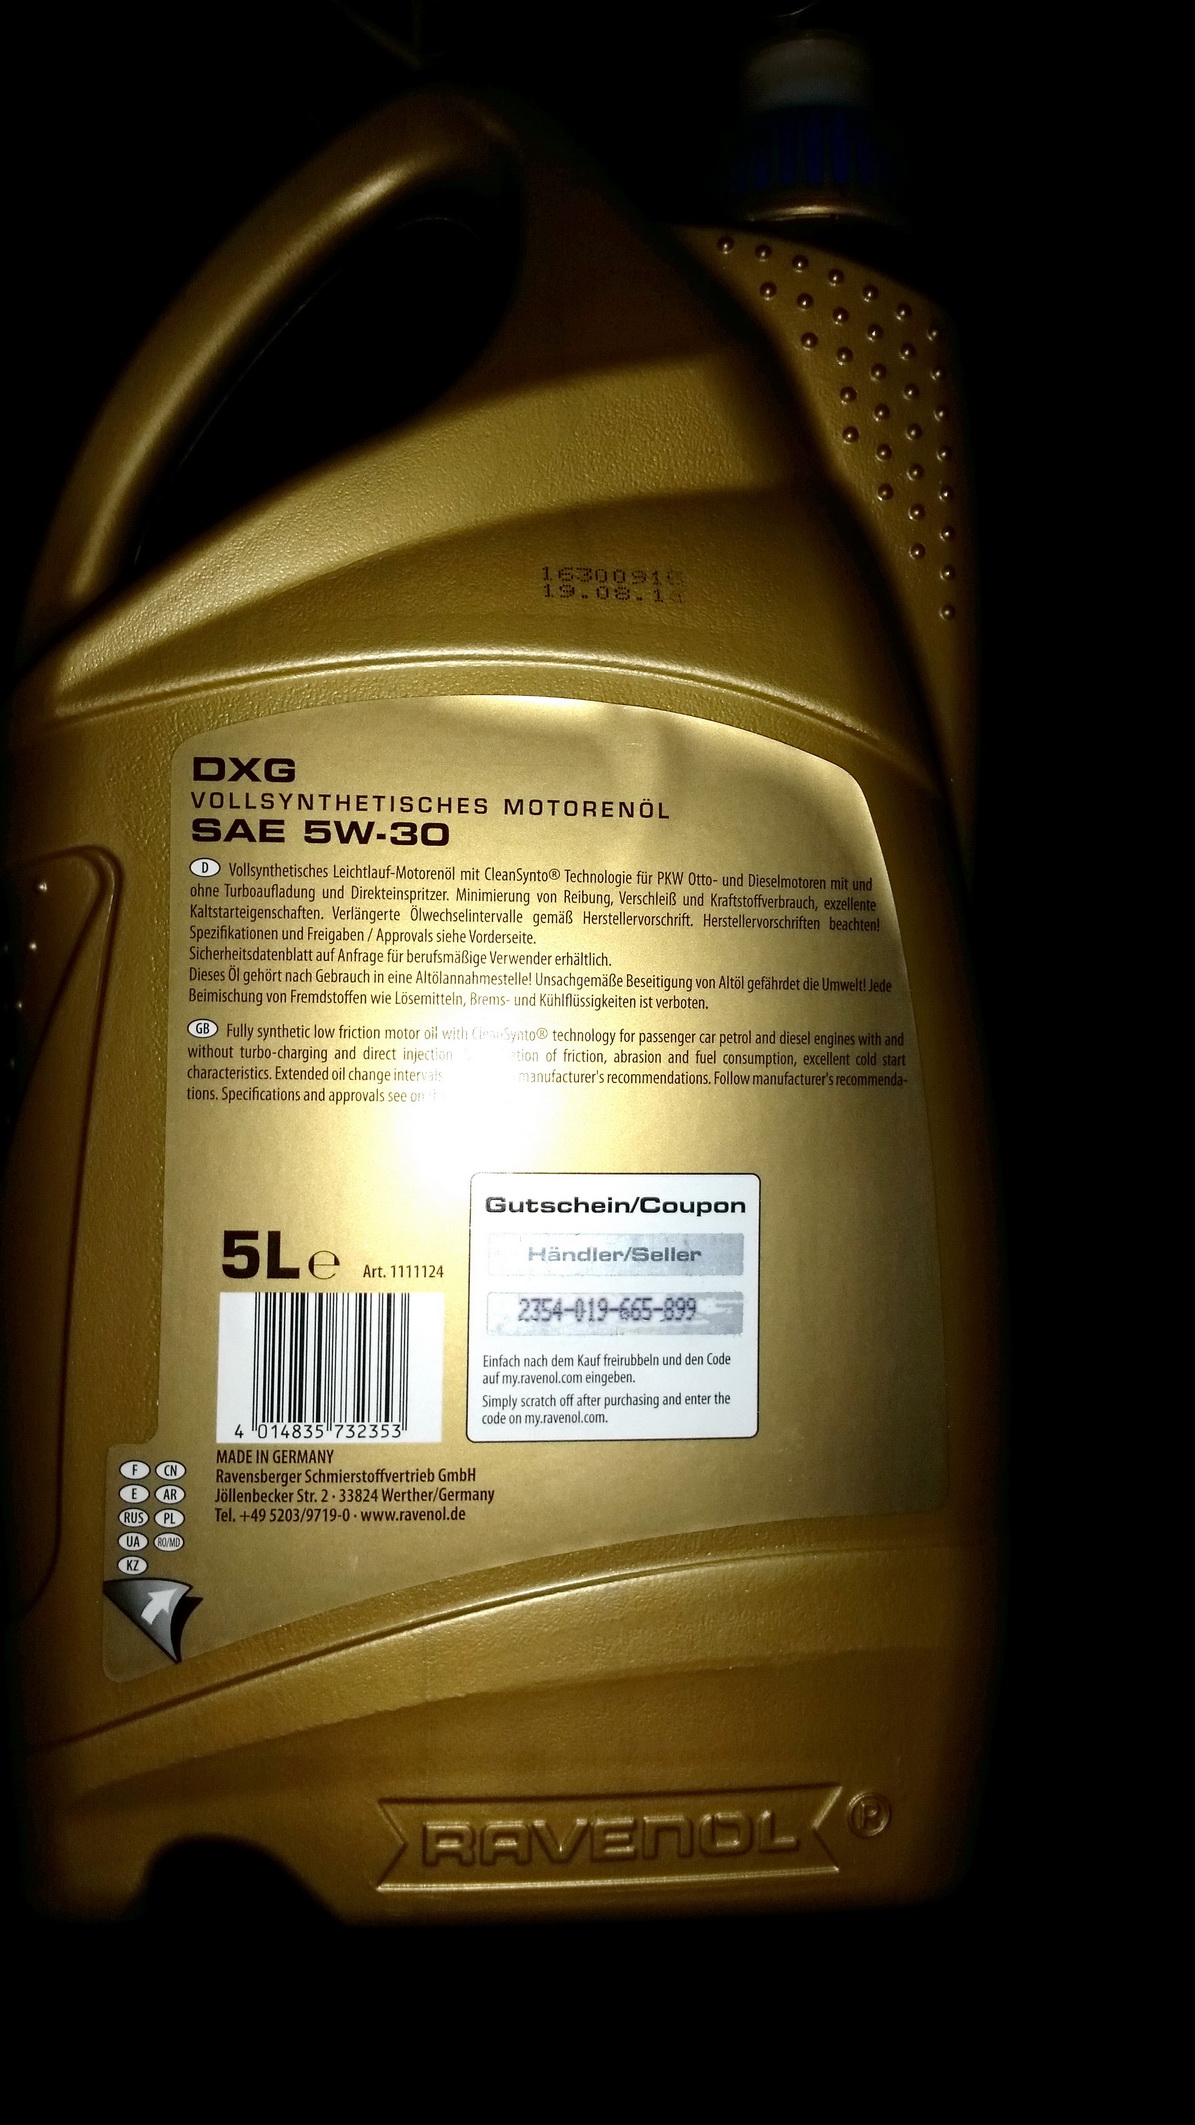 DXG
VOLLSYNTHETISCHES MOTORENÖL
SAE 5W-30
D Vollsynthetisches Leichtlauf-Motorenöl mit CleanSynto® Technologie für PKW Otto- und Dieselmotoren mit und
ohne Turboaufladung und Direkteinspritzer. Minimierung von Reibung, Verschleiß und Kraftstoffverbrauch, exzellente
Kaltstarteigenschaften. Verlängerte Ölwechselintervalle gemäß Herstellervorschrift. Herstellervorschriften beachten!
Spezifikationen und Freigaben / Approvals siehe Vorderseite.
Sicherheitsdatenblatt auf Anfrage für berufsmäßige Verwender erhältlich.
Dieses Öl gehört nach Gebrauch in eine Altölannahmestelle! Unsachgemäße Beseitigung von Altöl gefährdet die Umwelt! Jede
Beimischung von Fremdstoffen wie Lösemitteln, Brems- und Kühlflüssigkeiten ist verboten.
GB Fully synthetic low friction motor oil with CleanSynto® technology for passenger car petrol and diesel engines with and
without turbo-charging and direct injection of friction, abrasion and fuel consumption, excellent cold start
characteristics. Extended oil change intervals manufacturer's recommendations. Follow manufacturer's recommenda-
tions. Specifications and approvals see on
Gutschein/Coupon
Händler/Seller
2354-019-665-899
Einfach nach dem Kauf freirubbeln und den Code
auf my.ravenol.com eingeben.
Simply scratch off after purchasing and enter the
code on my.ravenol.com.
5L e Art. 1111124
4 014835 732353
MADE IN GERMANY
Ravensberger Schmierstoffvertrieb GmbH
Jöllenbecker Str. 2 · 33824 Werther/Germany
Tel. +49 5203/9719-0 · www.ravenol.de
F CN
E AR
RUS PL
UA RO/MD
KZ
RAVENOL ®